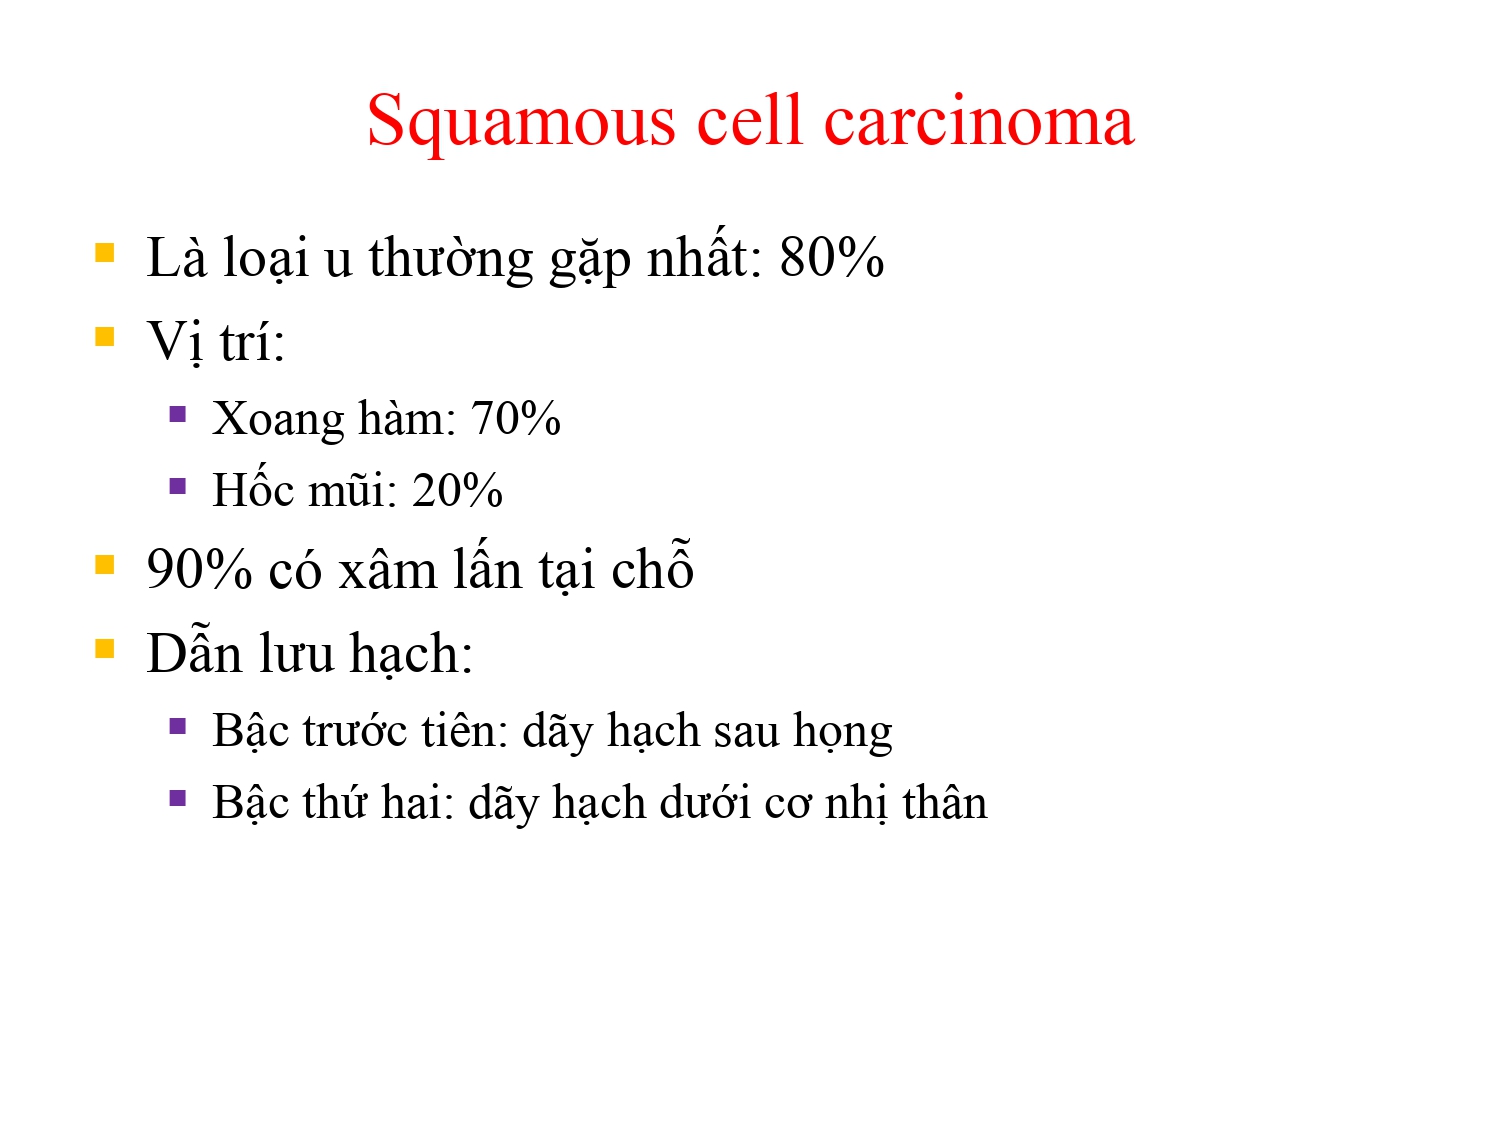 Squamous cell carcinoma
Là loại u thường gặp nhất: 80%
Vị trí:
Xoang hàm: 70%
Hốc mũi: 20%
90% có xâm lấn tại chỗ
Dẫn lưu hạch:
Bậc trước tiên: dãy hạch sau họng
Bậc thứ hai: dãy hạch dưới cơ nhị thân